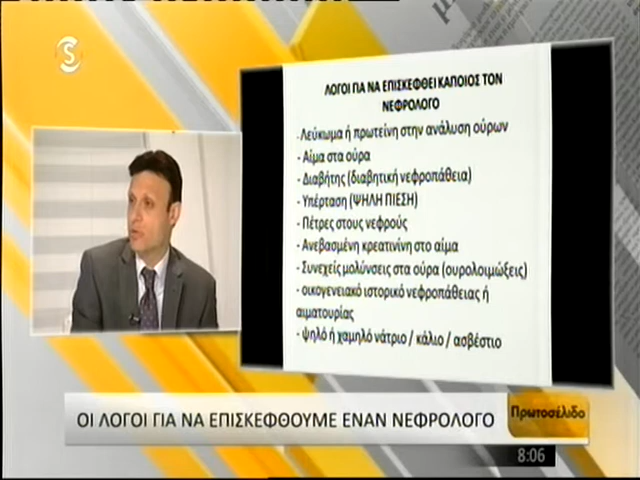 S
μ
ΛΟΓΟΙ ΓΙΑ ΝΑ ΕΠΙΣΚΕΦΘΕΙ ΚΑΠΟΙΟΣ ΤΟΝ
ΝΕΦΡΟΛΟΓΟ
- Λεύκωμα ή πρωτείνη στην ανάλυση ούρων
- Αίμα στα ούρα
- Διαβήτης (διαβητική νεφροπάθεια)
- Υπέρταση (ΨΗΛΗ ΠΙΕΣΗ)
- Πέτρες στους νεφρούς
- Ανεβασμένη κρεατινίνη στο αίμα
- Συνεχείς μολύνσεις στα ούρα (ουρολοιμώξεις)
- οικογενειακό ιστορικό νεφροπάθειας ή
αιματουρίας
- ψηλό ή χαμηλό νάτριο / κάλιο / ασβέστιο
ΟΙ ΛΟΓΟΙ ΓΙΑ ΝΑ ΕΠΙΣΚΕΦΘΟΥΜΕ ΕΝΑΝ ΝΕΦΡΟΛΟΓΟ
Πρωτοσέλιδο
8:06